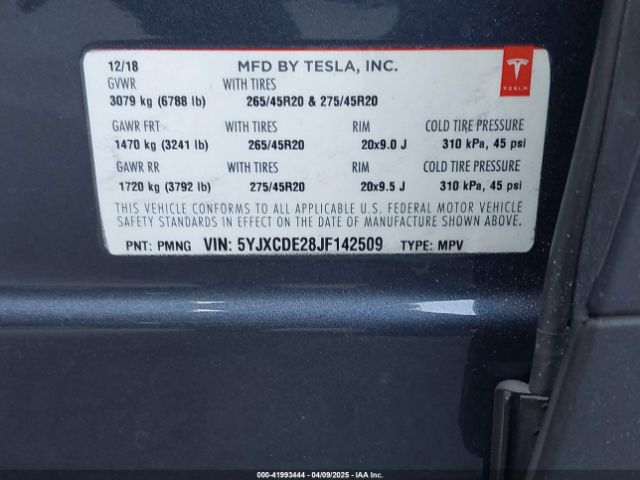 12/18 MFD BY TESLA, INC.
GVWR WITH TIRES
3079 kg (6788 lb) 265/45R20 & 275/45R20
TESLA
GAWR FRT WITH TIRES RIM COLD TIRE PRESSURE
1470 kg (3241 lb) 265/45R20 20x9.0 J 310 kPa, 45 psi
GAWR RR WITH TIRES RIM COLD TIRE PRESSURE
1720 kg (3792 lb) 275/45R20 20x9.5 J 310 kPa, 45 psi
THIS VEHICLE CONFORMS TO ALL APPLICABLE U.S. FEDERAL MOTOR VEHICLE
SAFETY STANDARDS IN EFFECT ON THE DATE OF MANUFACTURE SHOWN ABOVE.
PNT: PMNG VIN: 5YJXCDE28JF142509 TYPE: MPV
000-41993444 - 04/09/2025 - IAA Inc.